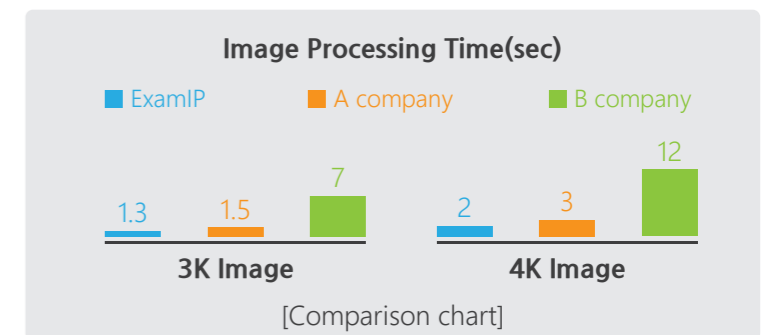 Image Processing Time(sec)
ExamIP A company B company
1.3 1.5 7 2 3 12
3K Image 4K Image
[Comparison chart]